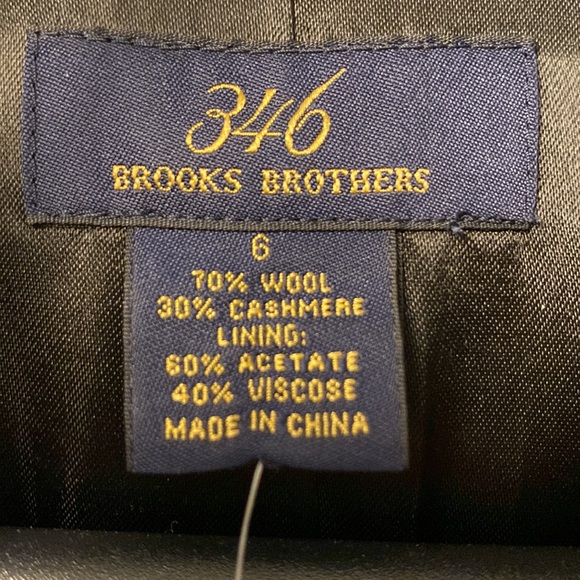 346
BROOKS BROTHERS
6
70% WOOL
30% CASHMERE
LINING:
60% ACETATE
40% VISCOSE
MADE IN CHINA